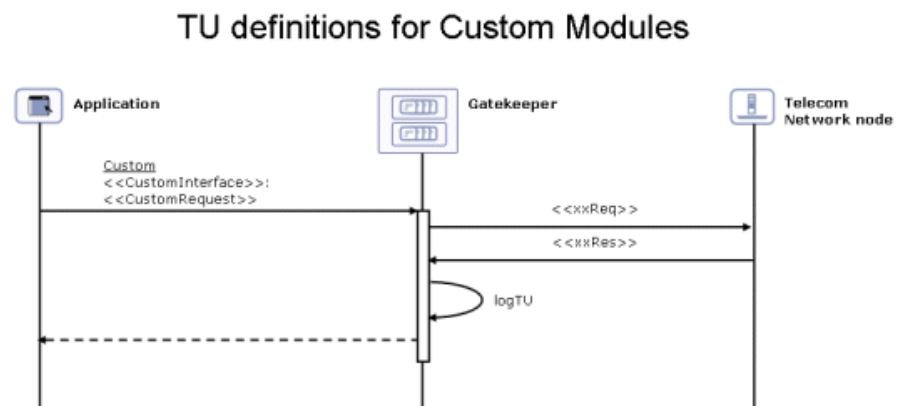 TU definitions for Custom Modules
Application
Gatekeeper
Telecom
Network node
Custom
<<CustomInterface>>:
<<CustomRequest>>
<<xxReq>>
<<xxRes>>
logTU